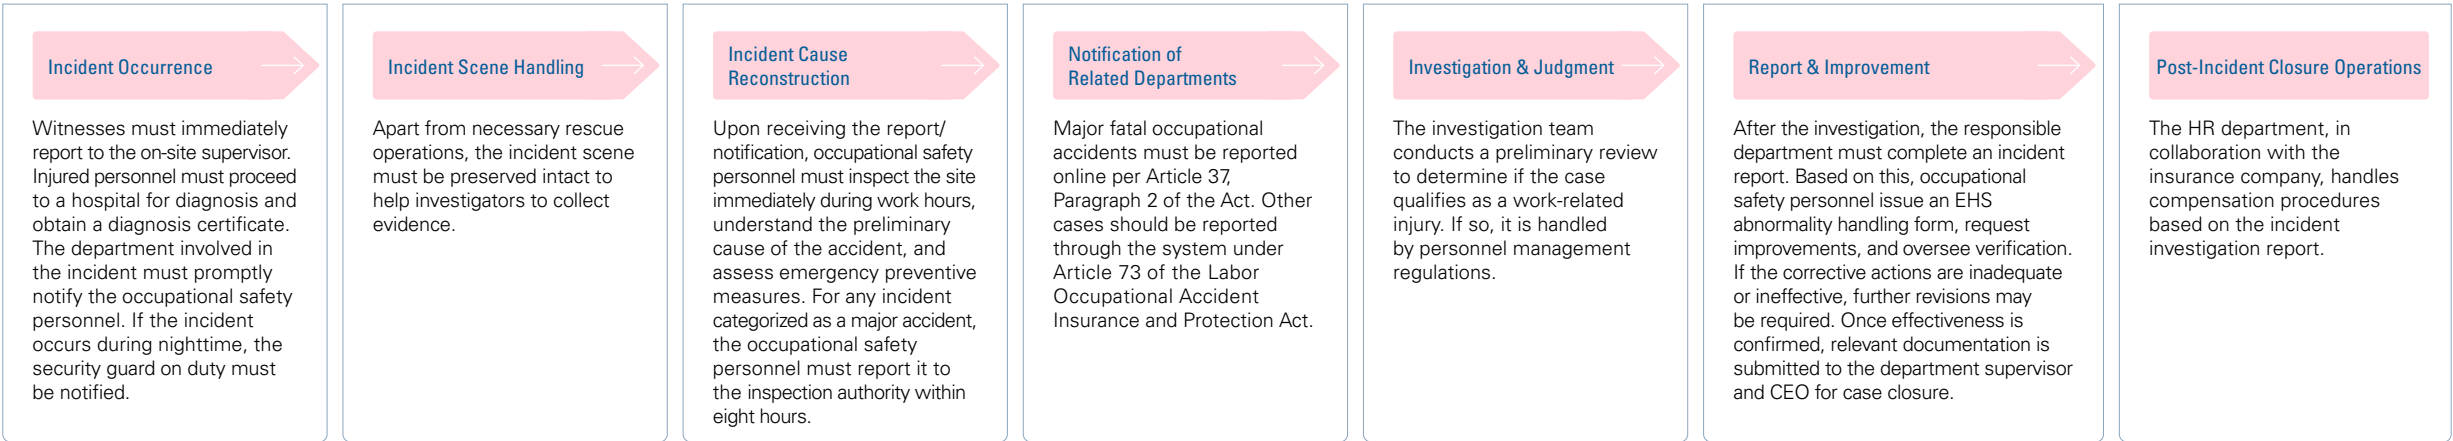 Incident Occurrence
Witnesses must immediately
report to the on-site supervisor.
Injured personnel must proceed
to a hospital for diagnosis and
obtain a diagnosis certificate.
The department involved in
the incident must promptly
notify the occupational safety
personnel. If the incident
occurs during nighttime, the
security guard on duty must
be notified.
Incident Scene Handling
Apart from necessary rescue
operations, the incident scene
must be preserved intact to
help investigators to collect
evidence.
Incident Cause
Reconstruction
Upon receiving the report/
notification, occupational safety
personnel must inspect the site
immediately during work hours,
understand the preliminary
cause of the accident, and
assess emergency preventive
measures. For any incident
categorized as a major accident,
the occupational safety
personnel must report it to
the inspection authority within
eight hours.
Notification of
Related Departments
Major fatal occupational
accidents must be reported
online per Article 37,
Paragraph 2 of the Act. Other
cases should be reported
through the system under
Article 73 of the Labor
Occupational Accident
Insurance and Protection Act.
Investigation & Judgment
The investigation team
conducts a preliminary review
to determine if the case
qualifies as a work-related
injury. If so, it is handled
by personnel management
regulations.
Report & Improvement
After the investigation, the responsible
department must complete an incident
report. Based on this, occupational
safety personnel issue an EHS
abnormality handling form, request
improvements, and oversee verification.
If the corrective actions are inadequate
or ineffective, further revisions may
be required. Once effectiveness is
confirmed, relevant documentation is
submitted to the department supervisor
and CEO for case closure.
Post-Incident Closure Operations
The HR department, in
collaboration with the
insurance company, handles
compensation procedures
based on the incident
investigation report.